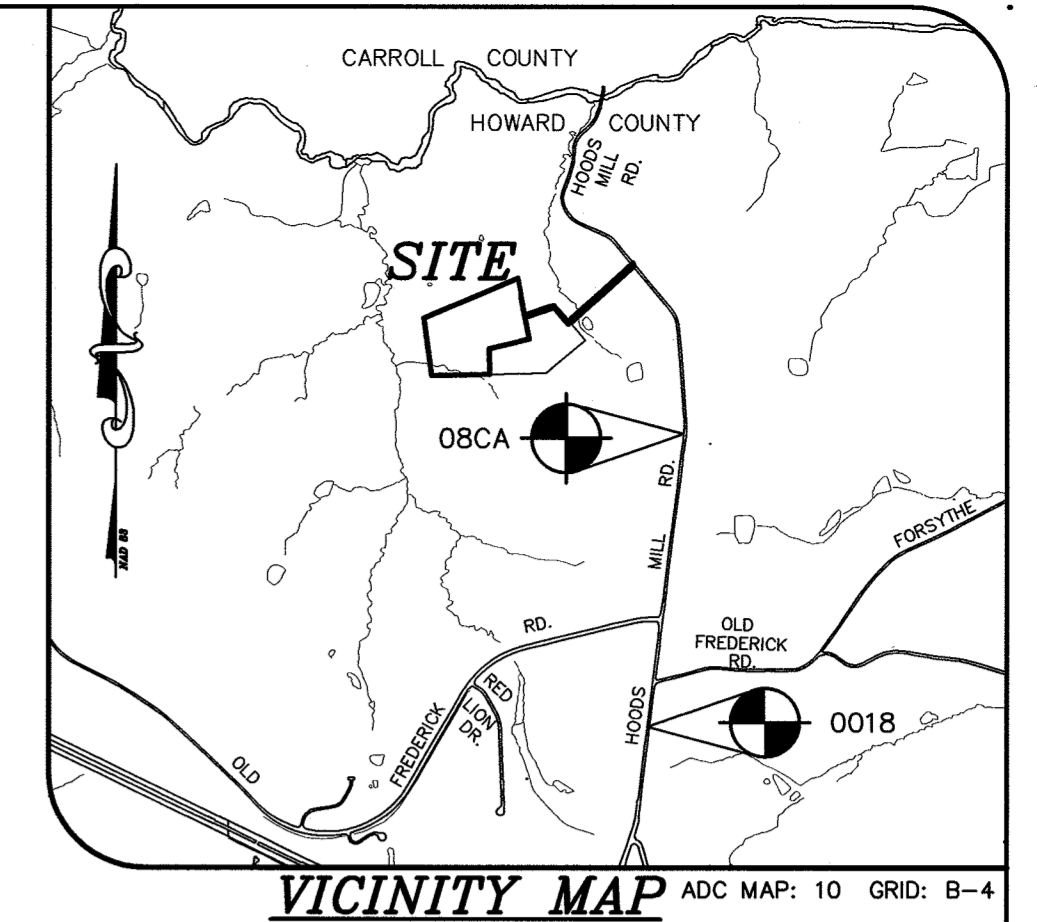 CARROLL COUNTY
HOWARD COUNTY
HOODS
MILL
RD.
SITE
NAD 83
08CA
RD.
MILL
FORSYTHE
OLD
FREDERICK
RD.
RD.
RED
LION
DR.
HOODS
0018
FREDERICK
OLD
VICINITY MAP ADC MAP: 10 GRID: B-4